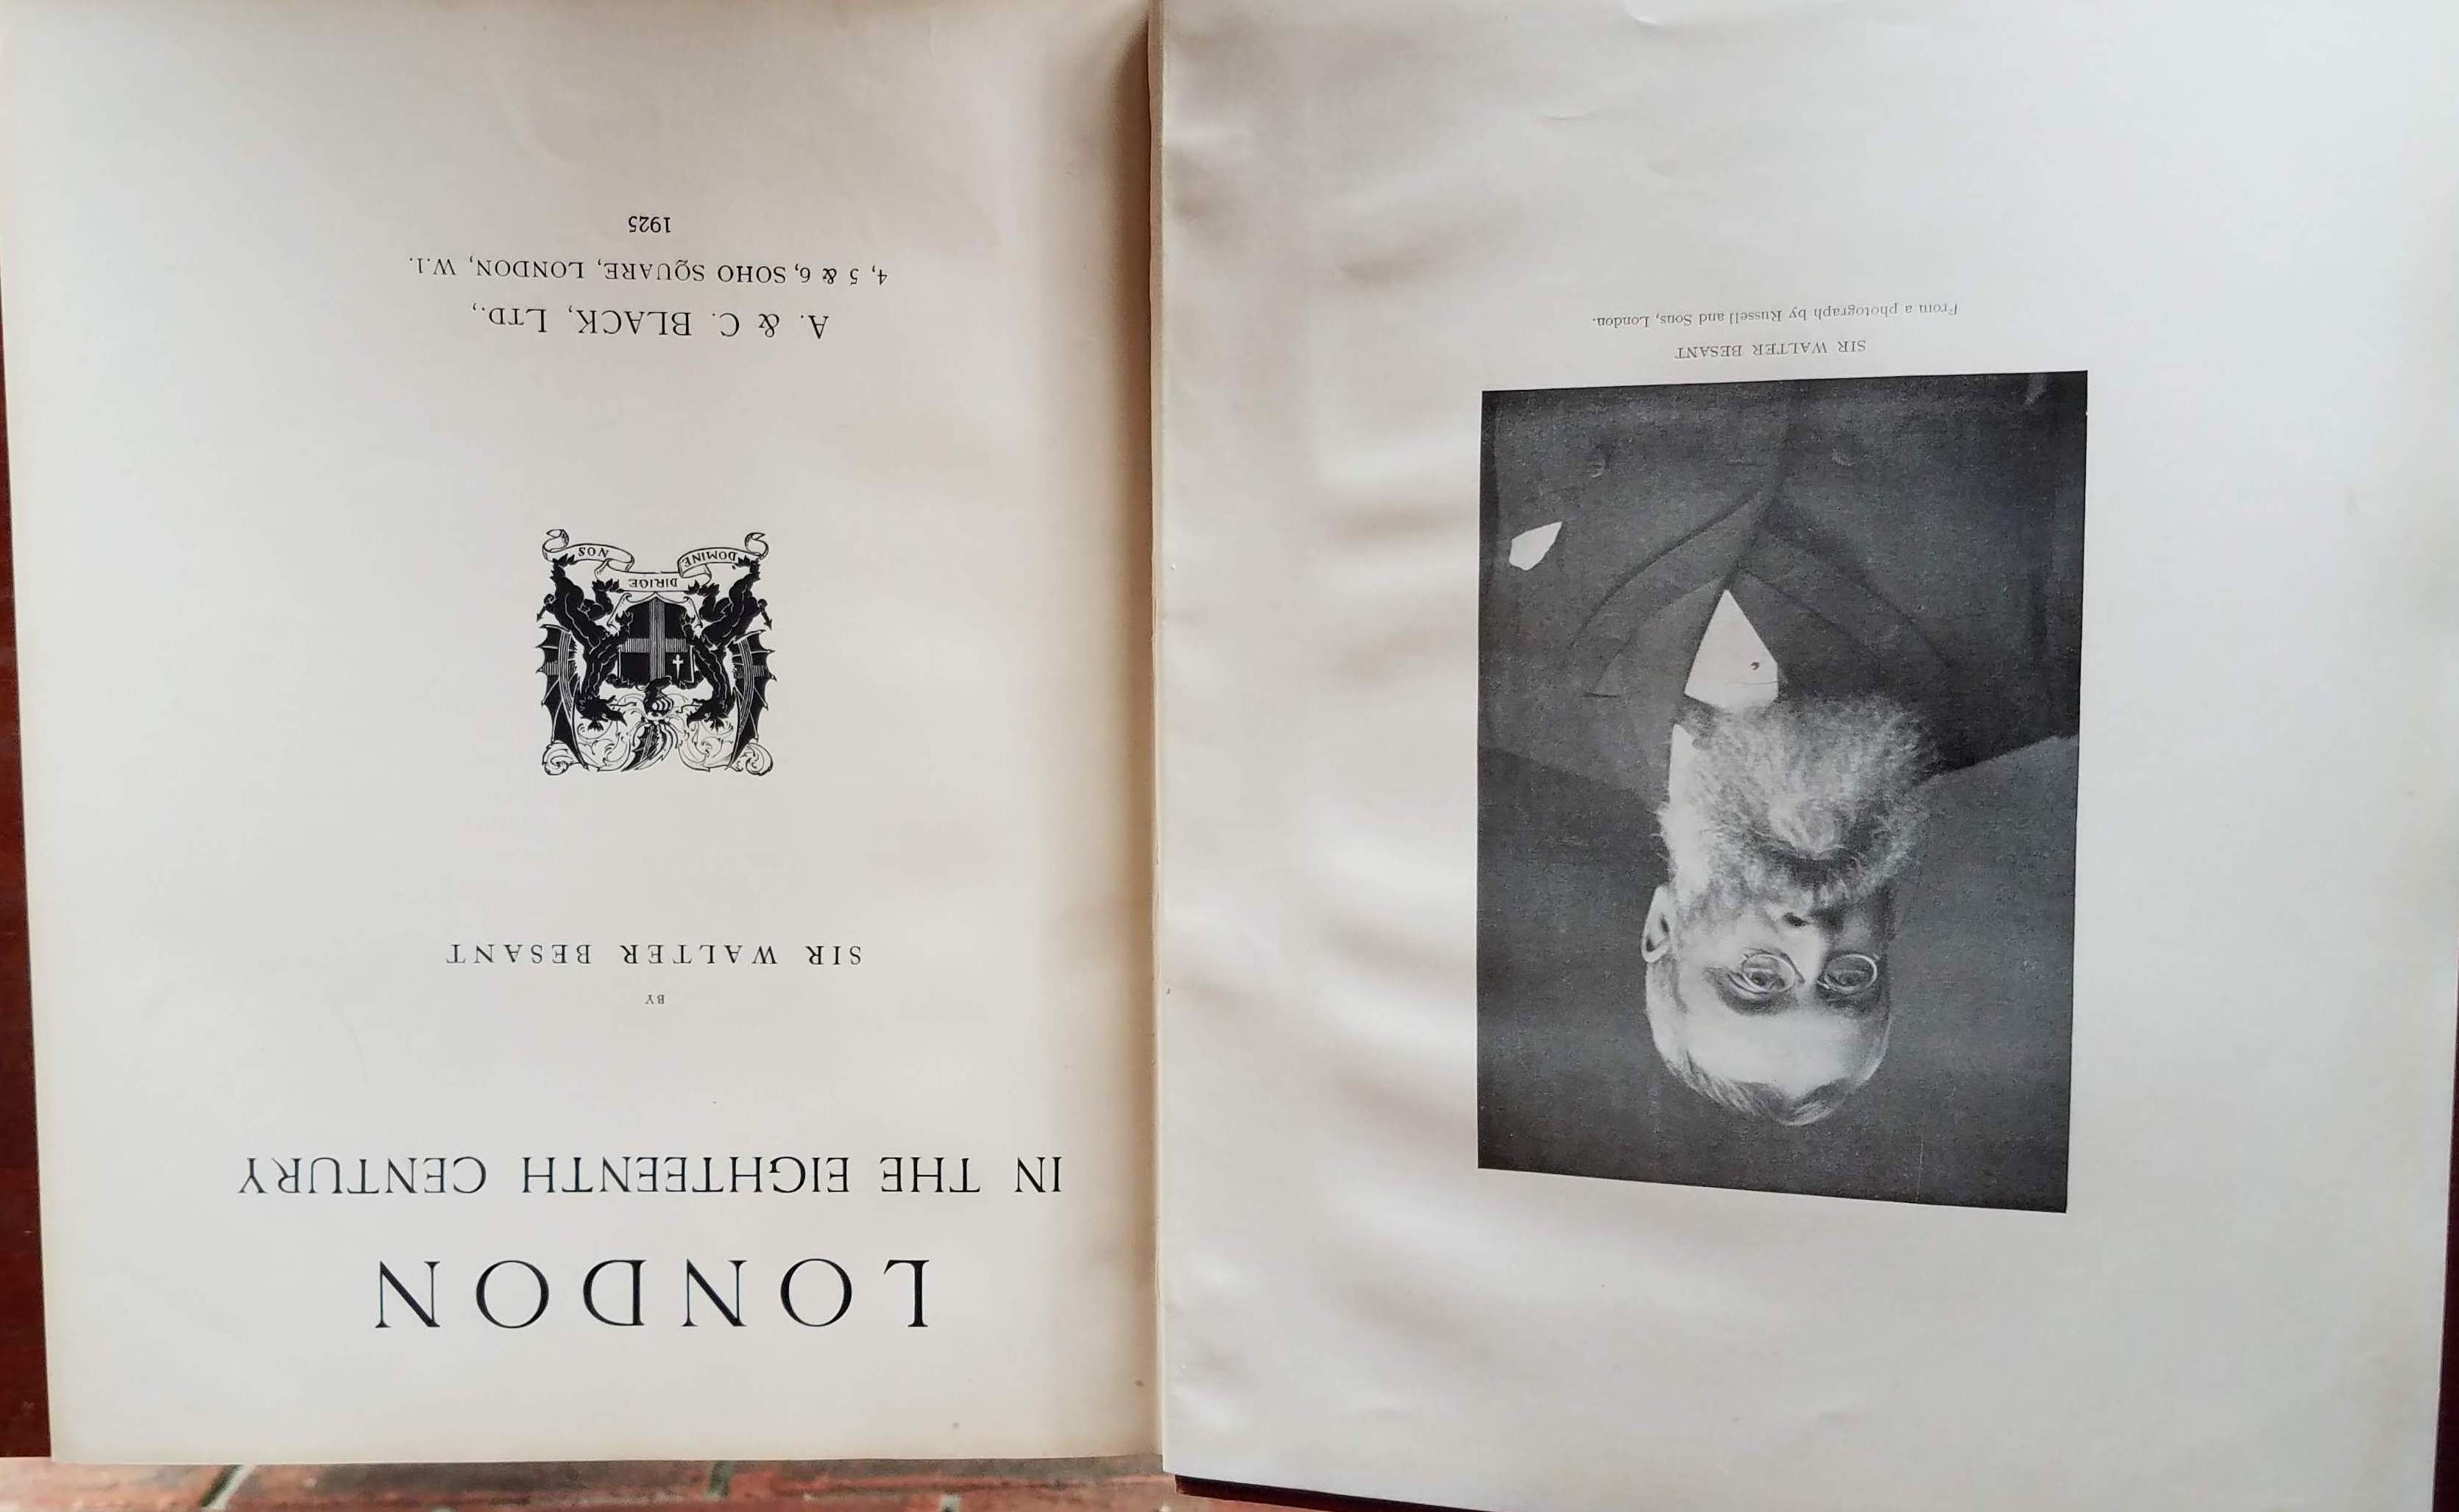 SIR WALTER BESANT
From a photograph by Russell and Sons, London.
LONDON
IN THE EIGHTEENTH CENTURY
BY
SIR WALTER BESANT
DOMINE DIRIGE NOS
A. & C. BLACK, LTD.,
4, 5 & 6, SOHO SQUARE, LONDON, W.1.
1925